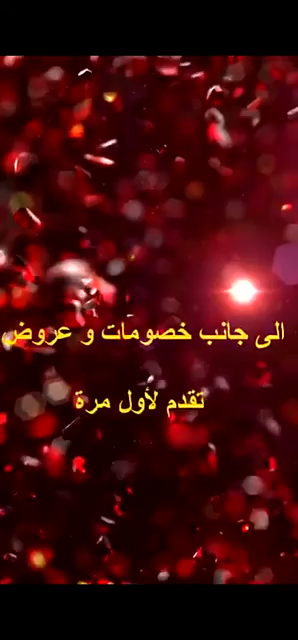 الى جانب خصومات و عروض
تقدم لأول مرة